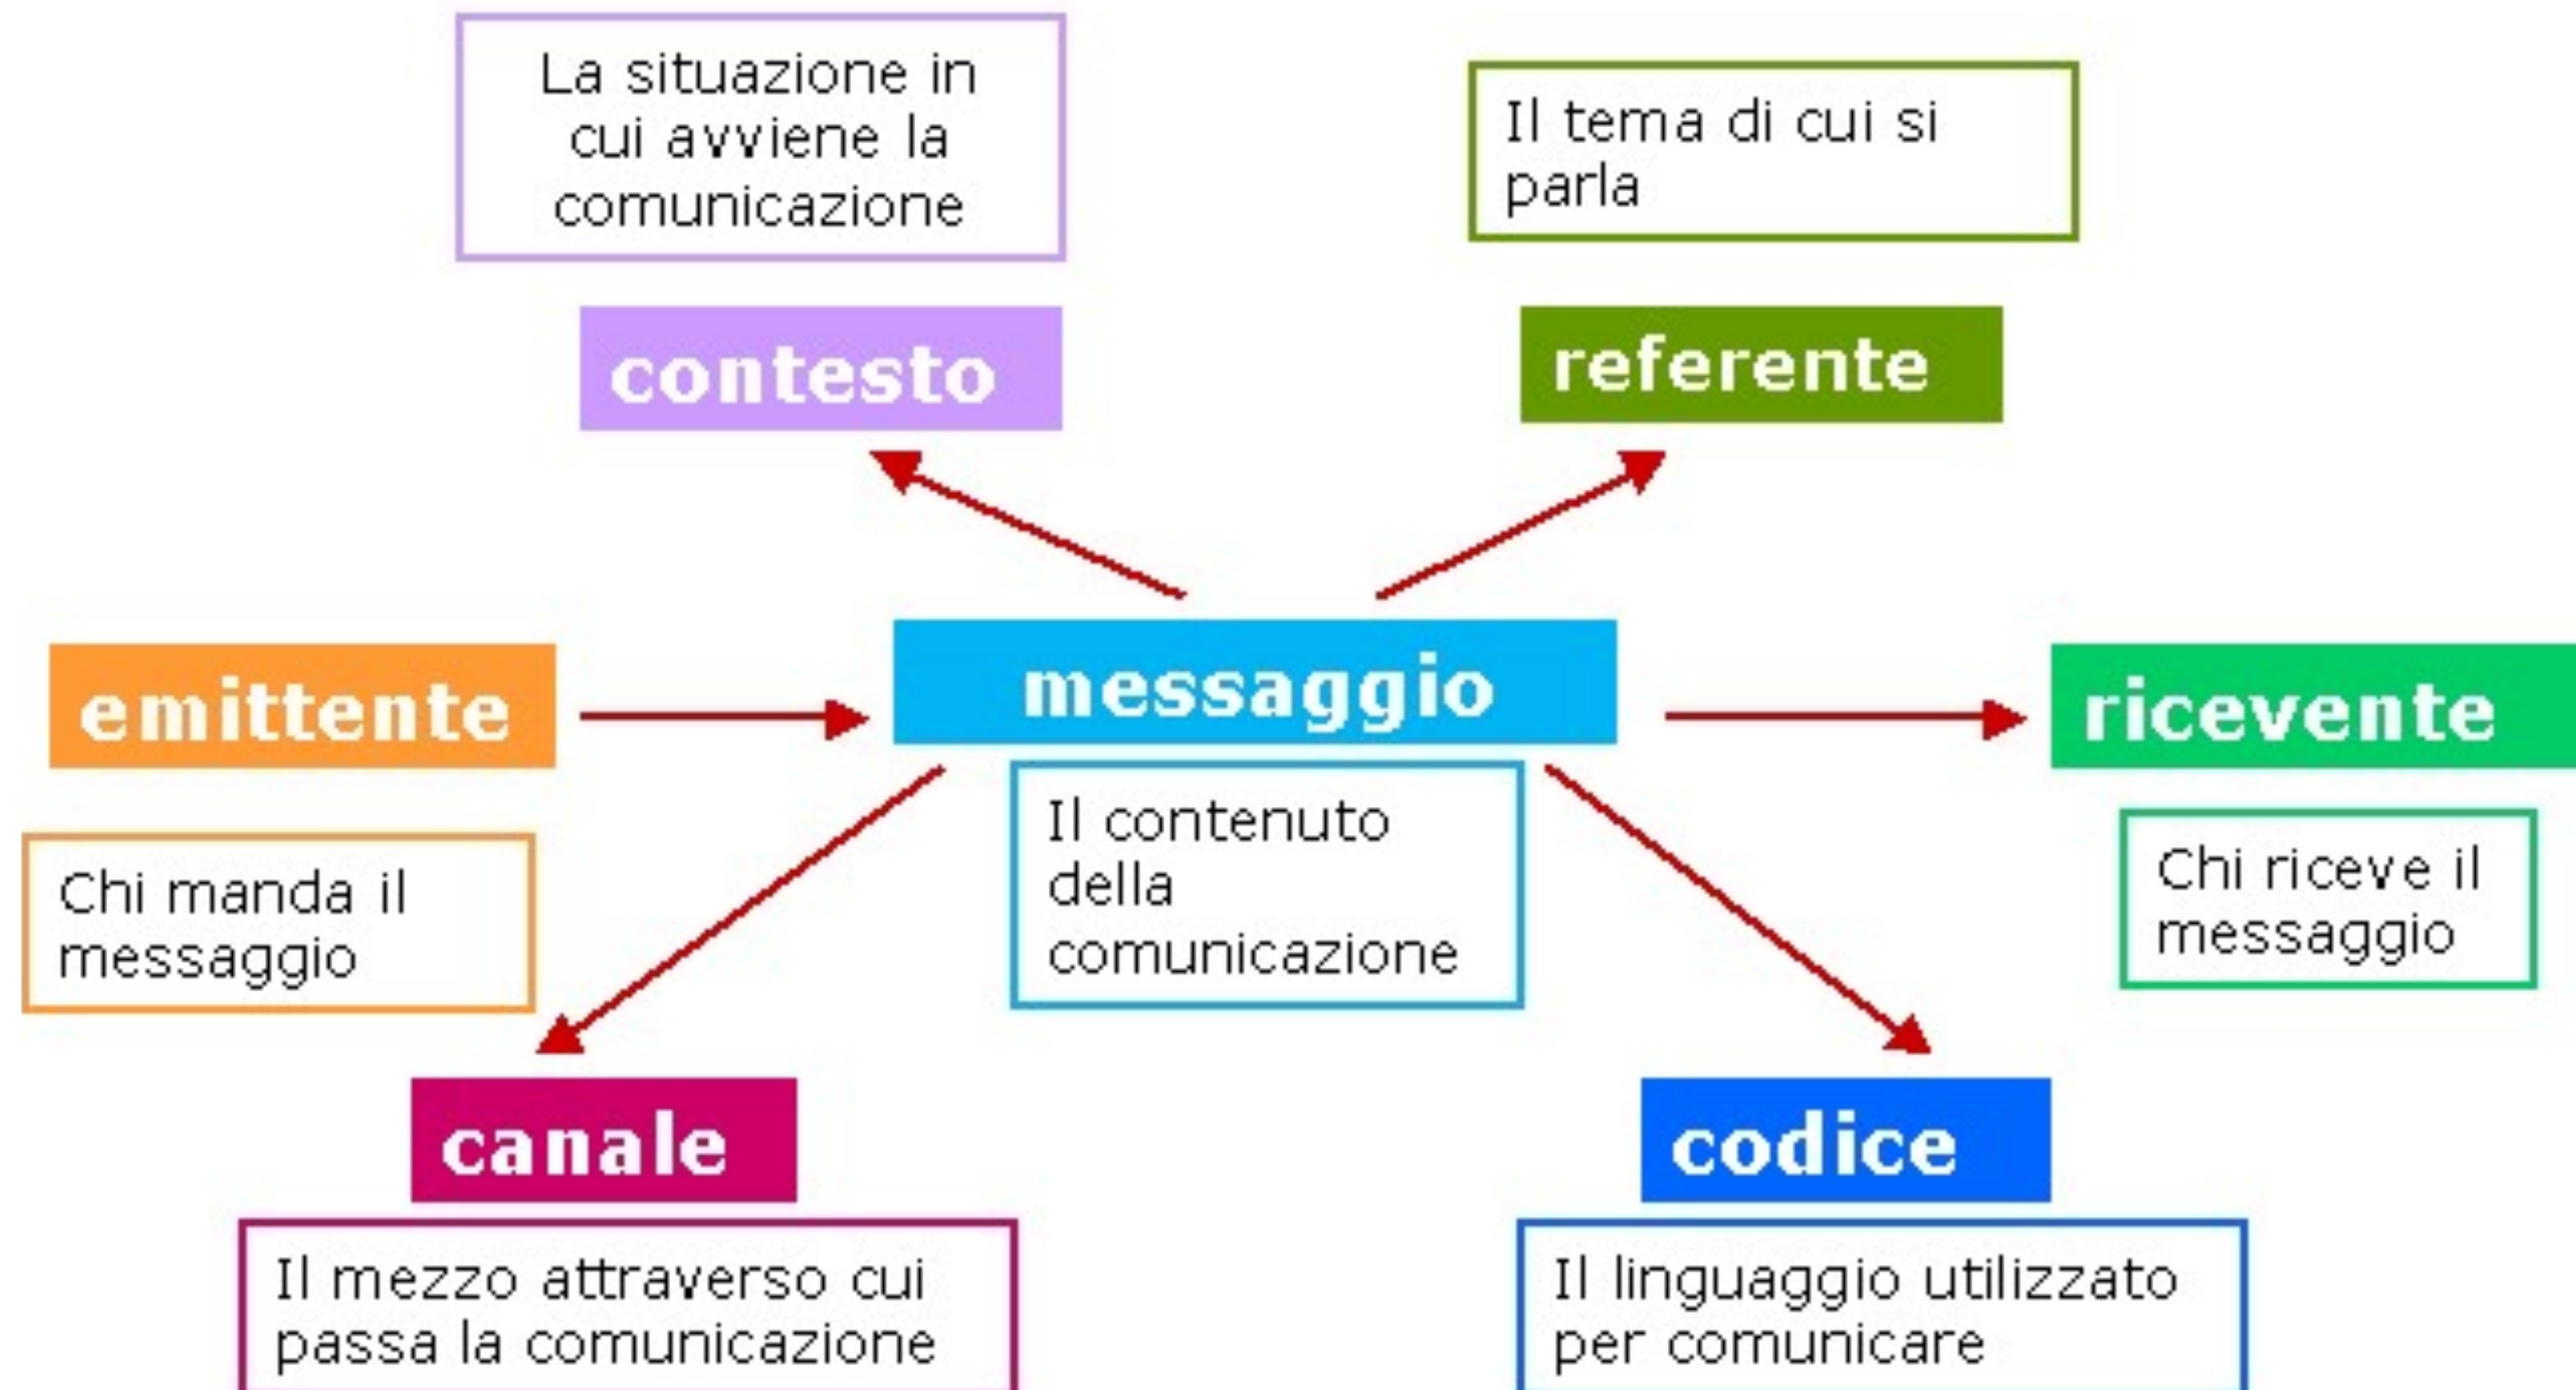 La situazione in
cui avviene la
comunicazione
Il tema di cui si
parla
contesto
referente
emittente
messaggio
ricevente
Chi manda il
messaggio
Il contenuto
della
comunicazione
Chi riceve il
messaggio
canale
codice
Il mezzo attraverso cui
passa la comunicazione
Il linguaggio utilizzato
per comunicare